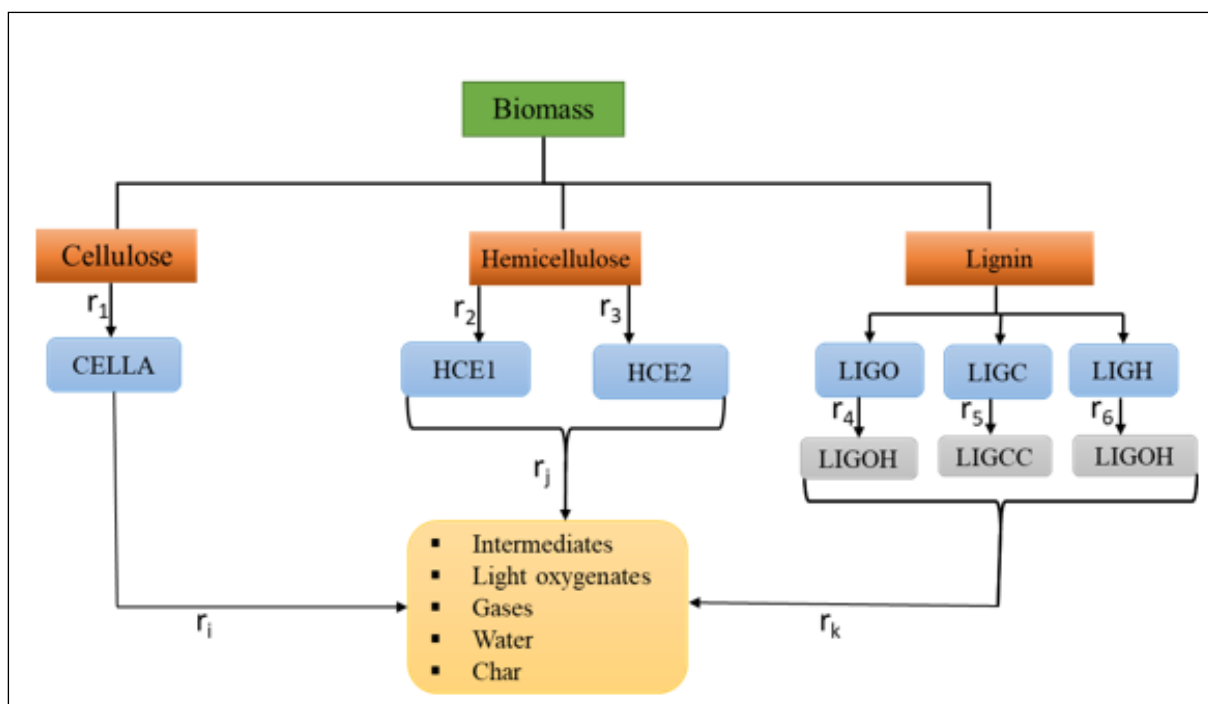 Biomass
Cellulose
Hemicellulose
Lignin
r1
r2
r3
CELLA
HCE1
HCE2
LIGO
LIGC
LIGH
r4
r5
r6
LIGOH
LIGCC
LIGOH
rj
▪ Intermediates
▪ Light oxygenates
▪ Gases
▪ Water
▪ Char
ri
rk